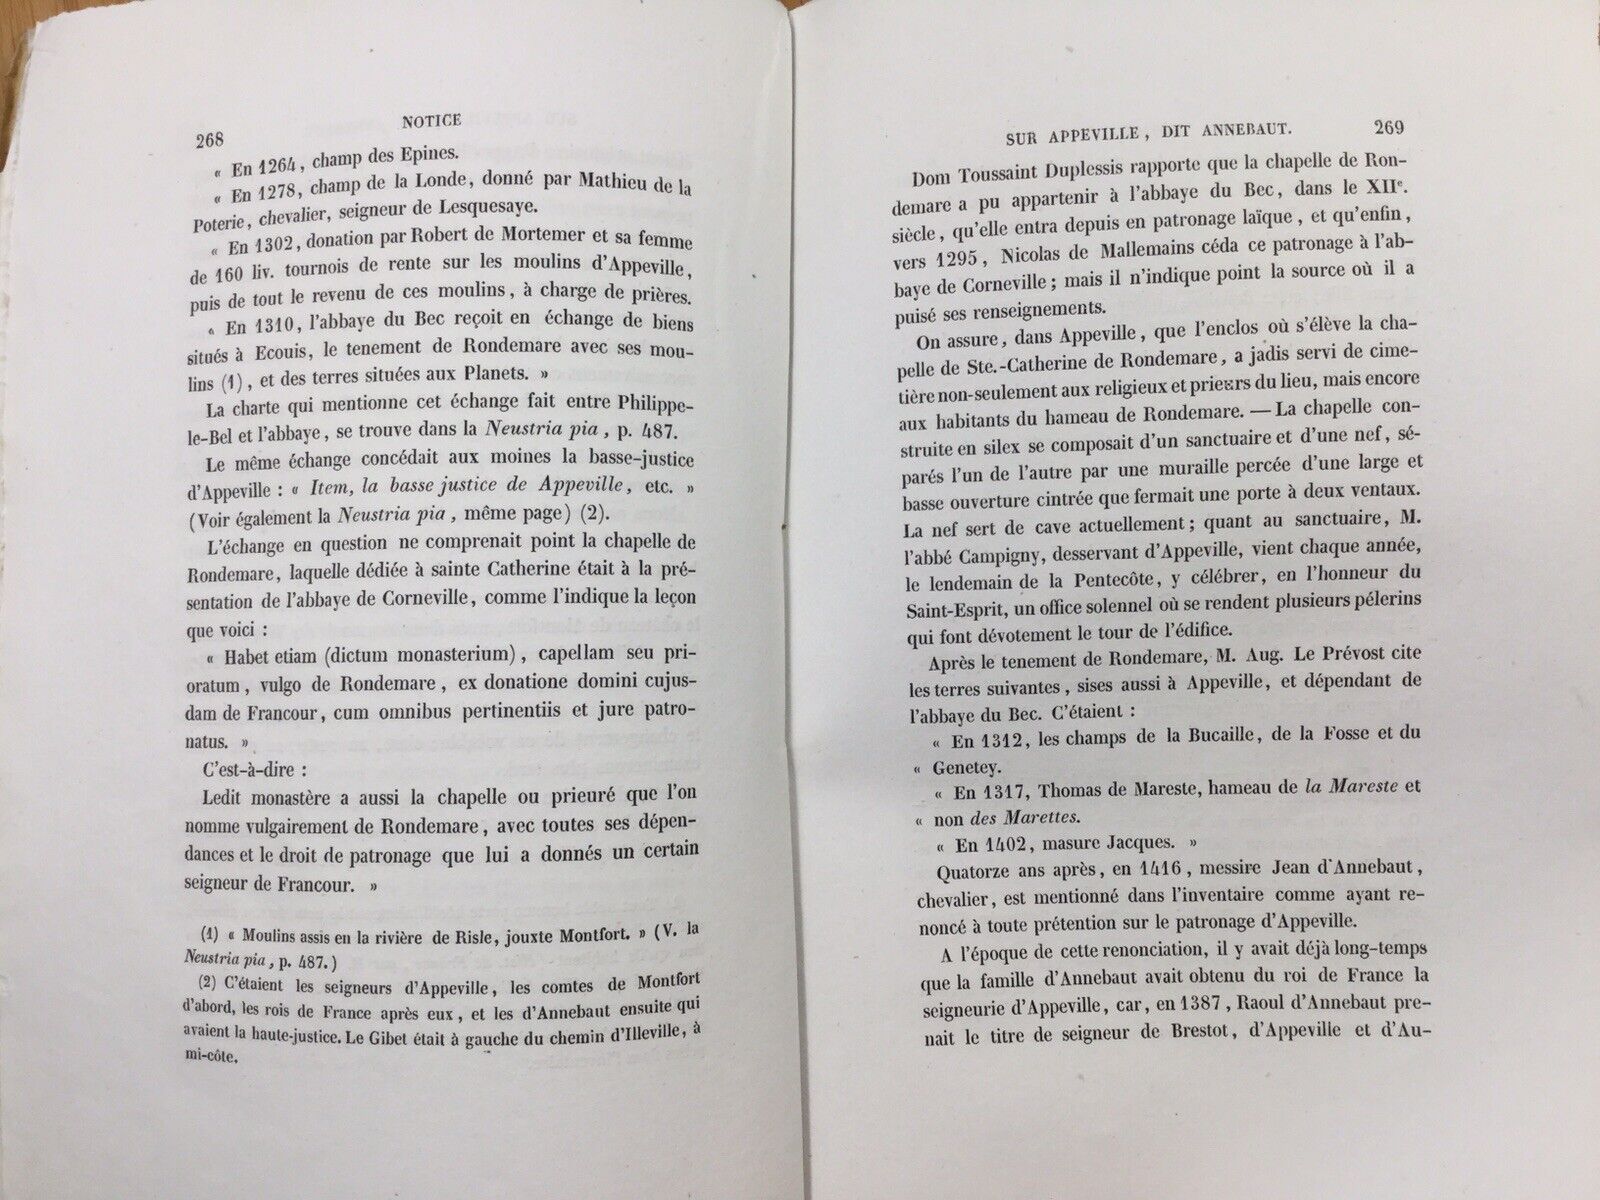 268
NOTICE
« En 1264, champ des Epines.
« En 1278, champ de la Londe, donné par Mathieu de la
Poterie, chevalier, seigneur de Lesquesaye.
« En 1302, donation par Robert de Mortemer et sa femme
de 160 liv. tournois de rente sur les moulins d'Appeville,
puis de tout le revenu de ces moulins, à charge de prières.
« En 1310, l'abbaye du Bec reçoit en échange de biens
situés à Ecouis, le tenement de Rondemare avec ses mou-
lins (1), et des terres situées aux Planets. »
La charte qui mentionne cet échange fait entre Philippe-
le-Bel et l'abbaye, se trouve dans la Neustria pia, p. 487.
Le même échange concédait aux moines la basse-justice
d'Appeville : « Item, la basse justice de Appeville, etc. »
(Voir également la Neustria pia, même page) (2).
L'échange en question ne comprenait point la chapelle de
Rondemare, laquelle dédiée à sainte Catherine était à la pré-
sentation de l'abbaye de Corneville, comme l'indique la leçon
que voici :
« Habet etiam (dictum monasterium), capellam seu pri-
oratum, vulgo de Rondemare, ex donatione domini cujus-
dam de Francour, cum omnibus pertinentiis et jure patro-
natus. »
C'est-à-dire :
Ledit monastère a aussi la chapelle ou prieuré que l'on
nomme vulgairement de Rondemare, avec toutes ses dépen-
dances et le droit de patronage que lui a donnés un certain
seigneur de Francour. »
(1) « Moulins assis en la rivière de Risle, jouxte Montfort. » (V. la
Neustria pia, p. 487.)
(2) C'étaient les seigneurs d'Appeville, les comtes de Montfort
d'abord, les rois de France après eux, et les d'Annebaut ensuite qui
avaient la haute-justice. Le Gibet était à gauche du chemin d'Illeville, à
mi-côte.
SUR APPEVILLE, DIT ANNEBAUT.
269
Dom Toussaint Duplessis rapporte que la chapelle de Ron-
demare a pu appartenir à l'abbaye du Bec, dans le XIIe.
siècle, qu'elle entra depuis en patronage laïque, et qu'enfin,
vers 1295, Nicolas de Mallemains céda ce patronage à l'ab-
baye de Corneville; mais il n'indique point la source où il a
puisé ses renseignements.
On assure, dans Appeville, que l'enclos où s'élève la cha-
pelle de Ste.-Catherine de Rondemare, a jadis servi de cime-
tière non-seulement aux religieux et prieurs du lieu, mais encore
aux habitants du hameau de Rondemare. — La chapelle con-
struite en silex se composait d'un sanctuaire et d'une nef, sé-
parés l'un de l'autre par une muraille percée d'une large et
basse ouverture cintrée que fermait une porte à deux ventaux.
La nef sert de cave actuellement; quant au sanctuaire, M.
l'abbé Campigny, desservant d'Appeville, vient chaque année,
le lendemain de la Pentecôte, y célébrer, en l'honneur du
Saint-Esprit, un office solennel où se rendent plusieurs pélerins
qui font dévotement le tour de l'édifice.
Après le tenement de Rondemare, M. Aug. Le Prévost cite
les terres suivantes, sises aussi à Appeville, et dépendant de
l'abbaye du Bec. C'étaient :
« En 1312, les champs de la Bucaille, de la Fosse et du
« Genetey.
« En 1317, Thomas de Mareste, hameau de la Mareste et
« non des Marettes.
« En 1402, masure Jacques. »
Quatorze ans après, en 1416, messire Jean d'Annebaut,
chevalier, est mentionné dans l'inventaire comme ayant re-
noncé à toute prétention sur le patronage d'Appeville.
A l'époque de cette renonciation, il y avait déjà long-temps
que la famille d'Annebaut avait obtenu du roi de France la
seigneurie d'Appeville, car, en 1387, Raoul d'Annebaut pre-
nait le titre de seigneur de Brestot, d'Appeville et d'Au-